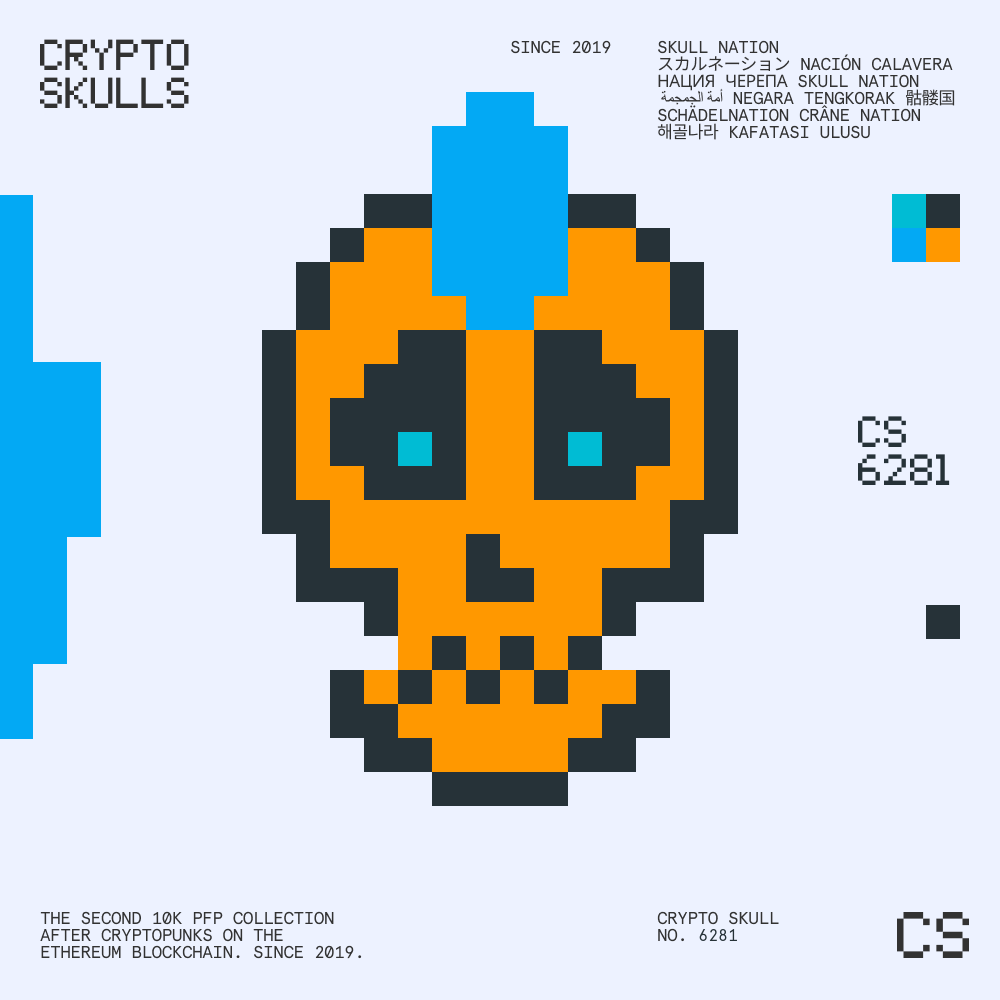 CRYPTO
SKULLS
SINCE 2019
SKULL NATION
スカルネーション NACIÓN CALAVERA
НАЦИЯ ЧЕРЕПА SKULL NATION
أمة الجمجمة NEGARA TENGKORAK 骷髅国
SCHÄDELNATION CRÂNE NATION
해골나라 KAFATASI ULUSU
CS
6281
THE SECOND 10K PFP COLLECTION
AFTER CRYPTOPUNKS ON THE
ETHEREUM BLOCKCHAIN. SINCE 2019.
CRYPTO SKULL
NO. 6281
CS